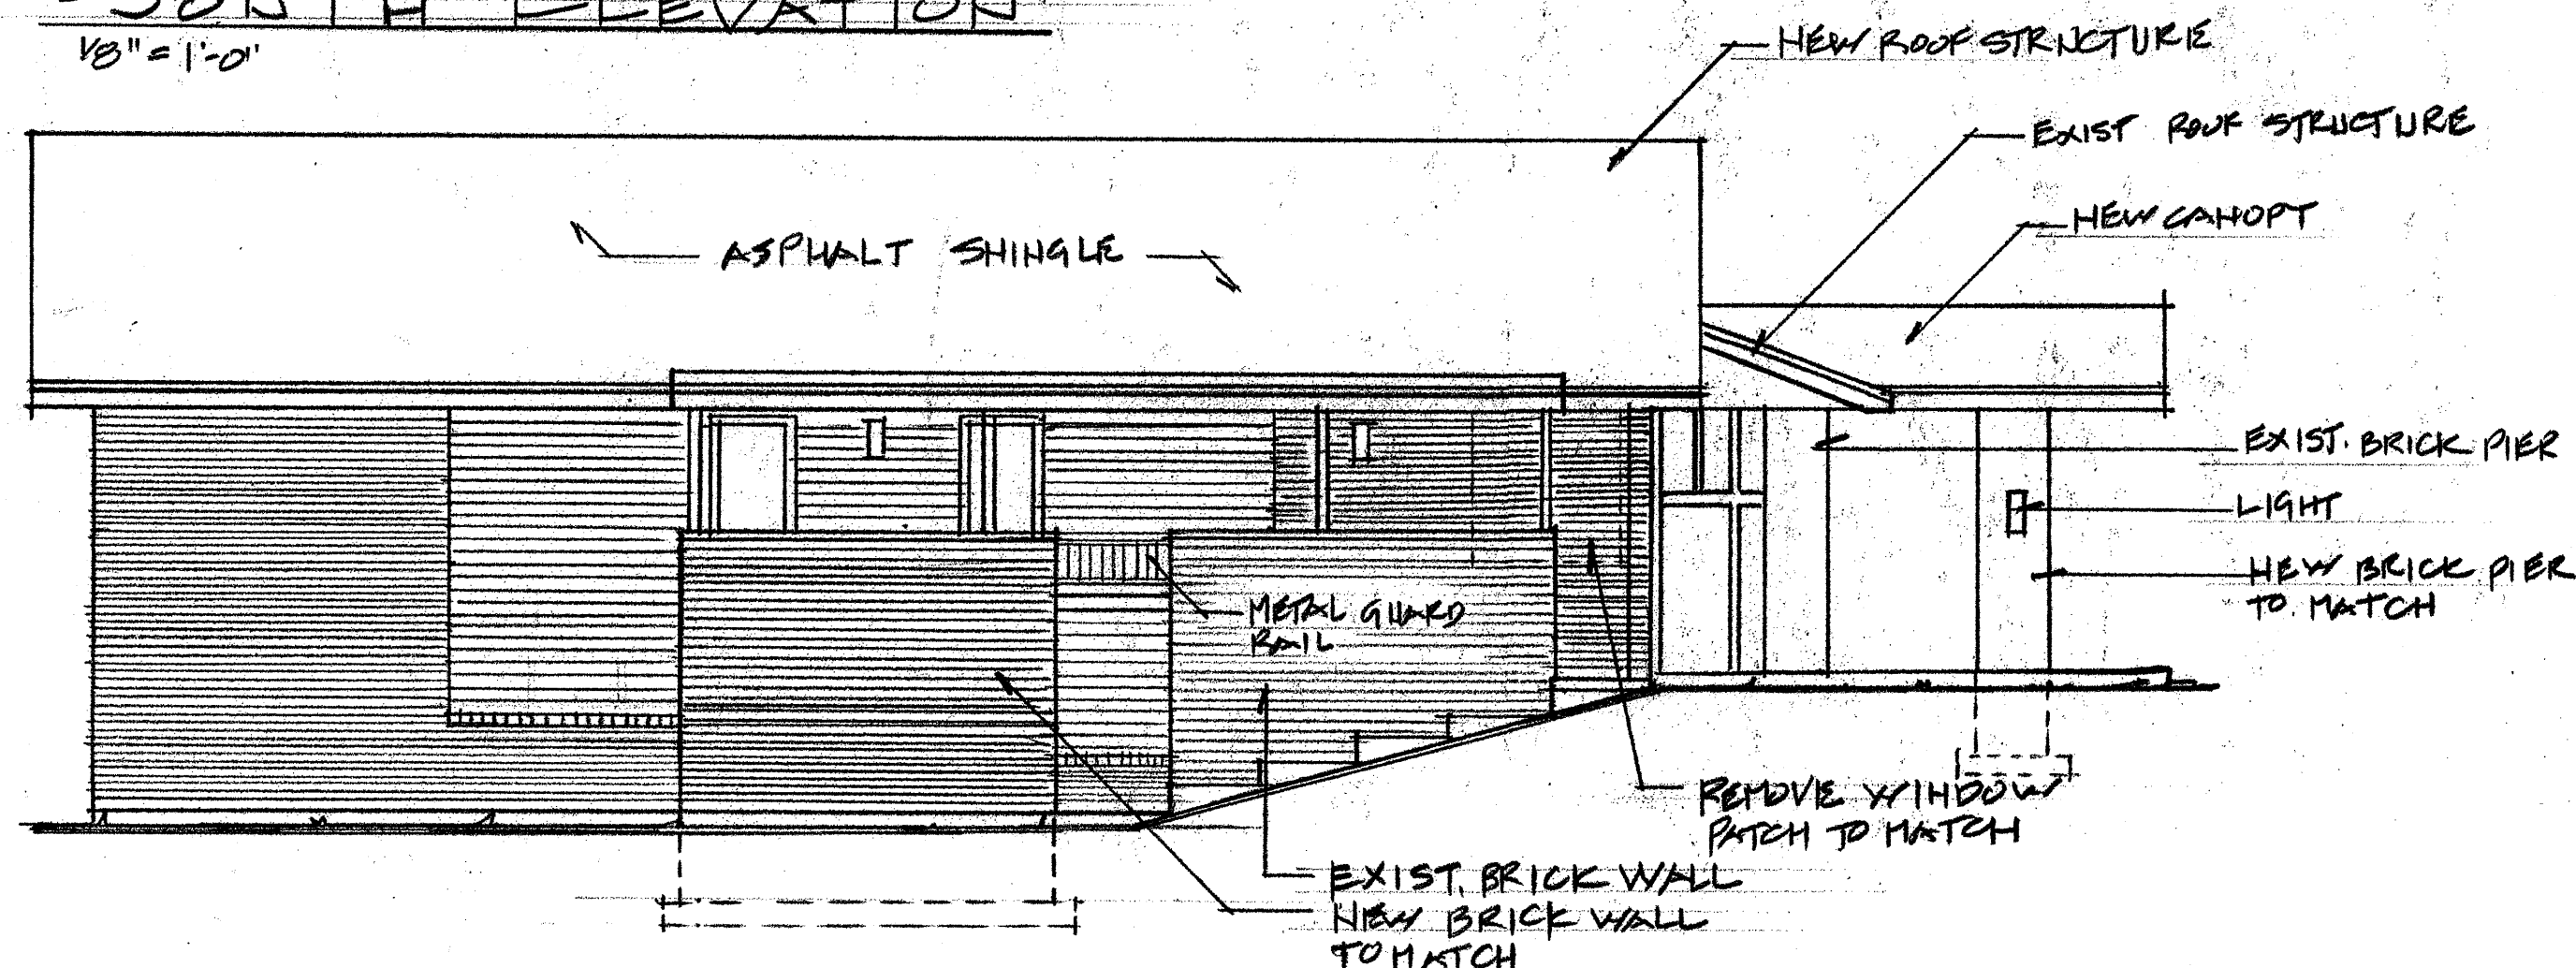 SOUTH ELEVATION
1/8" = 1'-0"
NEW ROOF STRUCTURE
EXIST ROOF STRUCTURE
NEW CANOPY
ASPHALT SHINGLE
EXIST. BRICK PIER
LIGHT
NEW BRICK PIER
TO MATCH
METAL GUARD
RAIL
REMOVE WINDOW
PATCH TO MATCH
EXIST. BRICK WALL
NEW BRICK WALL
TO MATCH